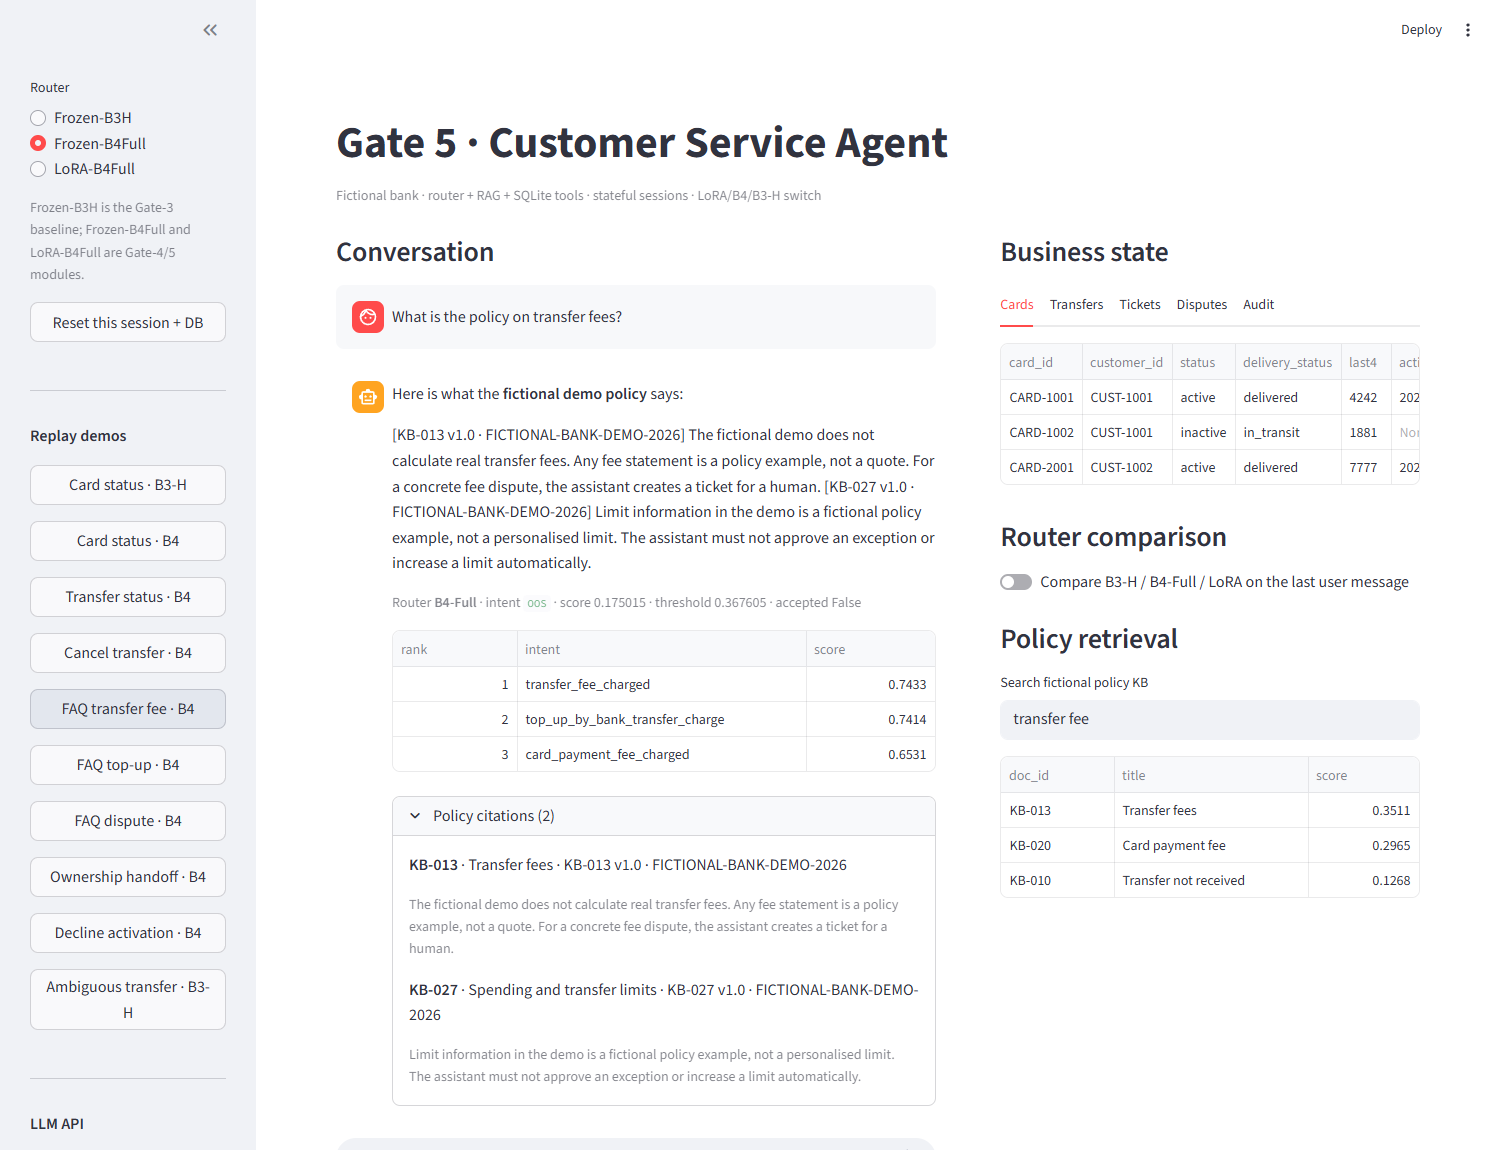 Deploy
Router
Frozen-B3H
Frozen-B4Full
LoRA-B4Full
Frozen-B3H is the Gate-3
baseline; Frozen-B4Full and
LoRA-B4Full are Gate-4/5
modules.
Reset this session + DB
Replay demos
Card status · B3-H
Card status · B4
Transfer status · B4
Cancel transfer · B4
FAQ transfer fee · B4
FAQ top-up · B4
FAQ dispute · B4
Ownership handoff · B4
Decline activation · B4
Ambiguous transfer · B3-
H
LLM API
Gate 5 · Customer Service Agent
Fictional bank · router + RAG + SQLite tools · stateful sessions · LoRA/B4/B3-H switch
Conversation
What is the policy on transfer fees?
Here is what the fictional demo policy says:
[KB-013 v1.0 · FICTIONAL-BANK-DEMO-2026] The fictional demo does not
calculate real transfer fees. Any fee statement is a policy example, not a quote. For
a concrete fee dispute, the assistant creates a ticket for a human. [KB-027 v1.0 ·
FICTIONAL-BANK-DEMO-2026] Limit information in the demo is a fictional policy
example, not a personalised limit. The assistant must not approve an exception or
increase a limit automatically.
Router B4-Full · intent oos · score 0.175015 · threshold 0.367605 · accepted False
rank intent score
1 transfer_fee_charged 0.7433
2 top_up_by_bank_transfer_charge 0.7414
3 card_payment_fee_charged 0.6531
Policy citations (2)
KB-013 · Transfer fees · KB-013 v1.0 · FICTIONAL-BANK-DEMO-2026
The fictional demo does not calculate real transfer fees. Any fee statement is a policy
example, not a quote. For a concrete fee dispute, the assistant creates a ticket for a
human.
KB-027 · Spending and transfer limits · KB-027 v1.0 · FICTIONAL-BANK-DEMO-
2026
Limit information in the demo is a fictional policy example, not a personalised limit.
The assistant must not approve an exception or increase a limit automatically.
Business state
Cards Transfers Tickets Disputes Audit
card_id customer_id status delivery_status last4 acti
CARD-1001 CUST-1001 active delivered 4242 202
CARD-1002 CUST-1001 inactive in_transit 1881 Nor
CARD-2001 CUST-1002 active delivered 7777 202
Router comparison
Compare B3-H / B4-Full / LoRA on the last user message
Policy retrieval
Search fictional policy KB
transfer fee
doc_id title score
KB-013 Transfer fees 0.3511
KB-020 Card payment fee 0.2965
KB-010 Transfer not received 0.1268